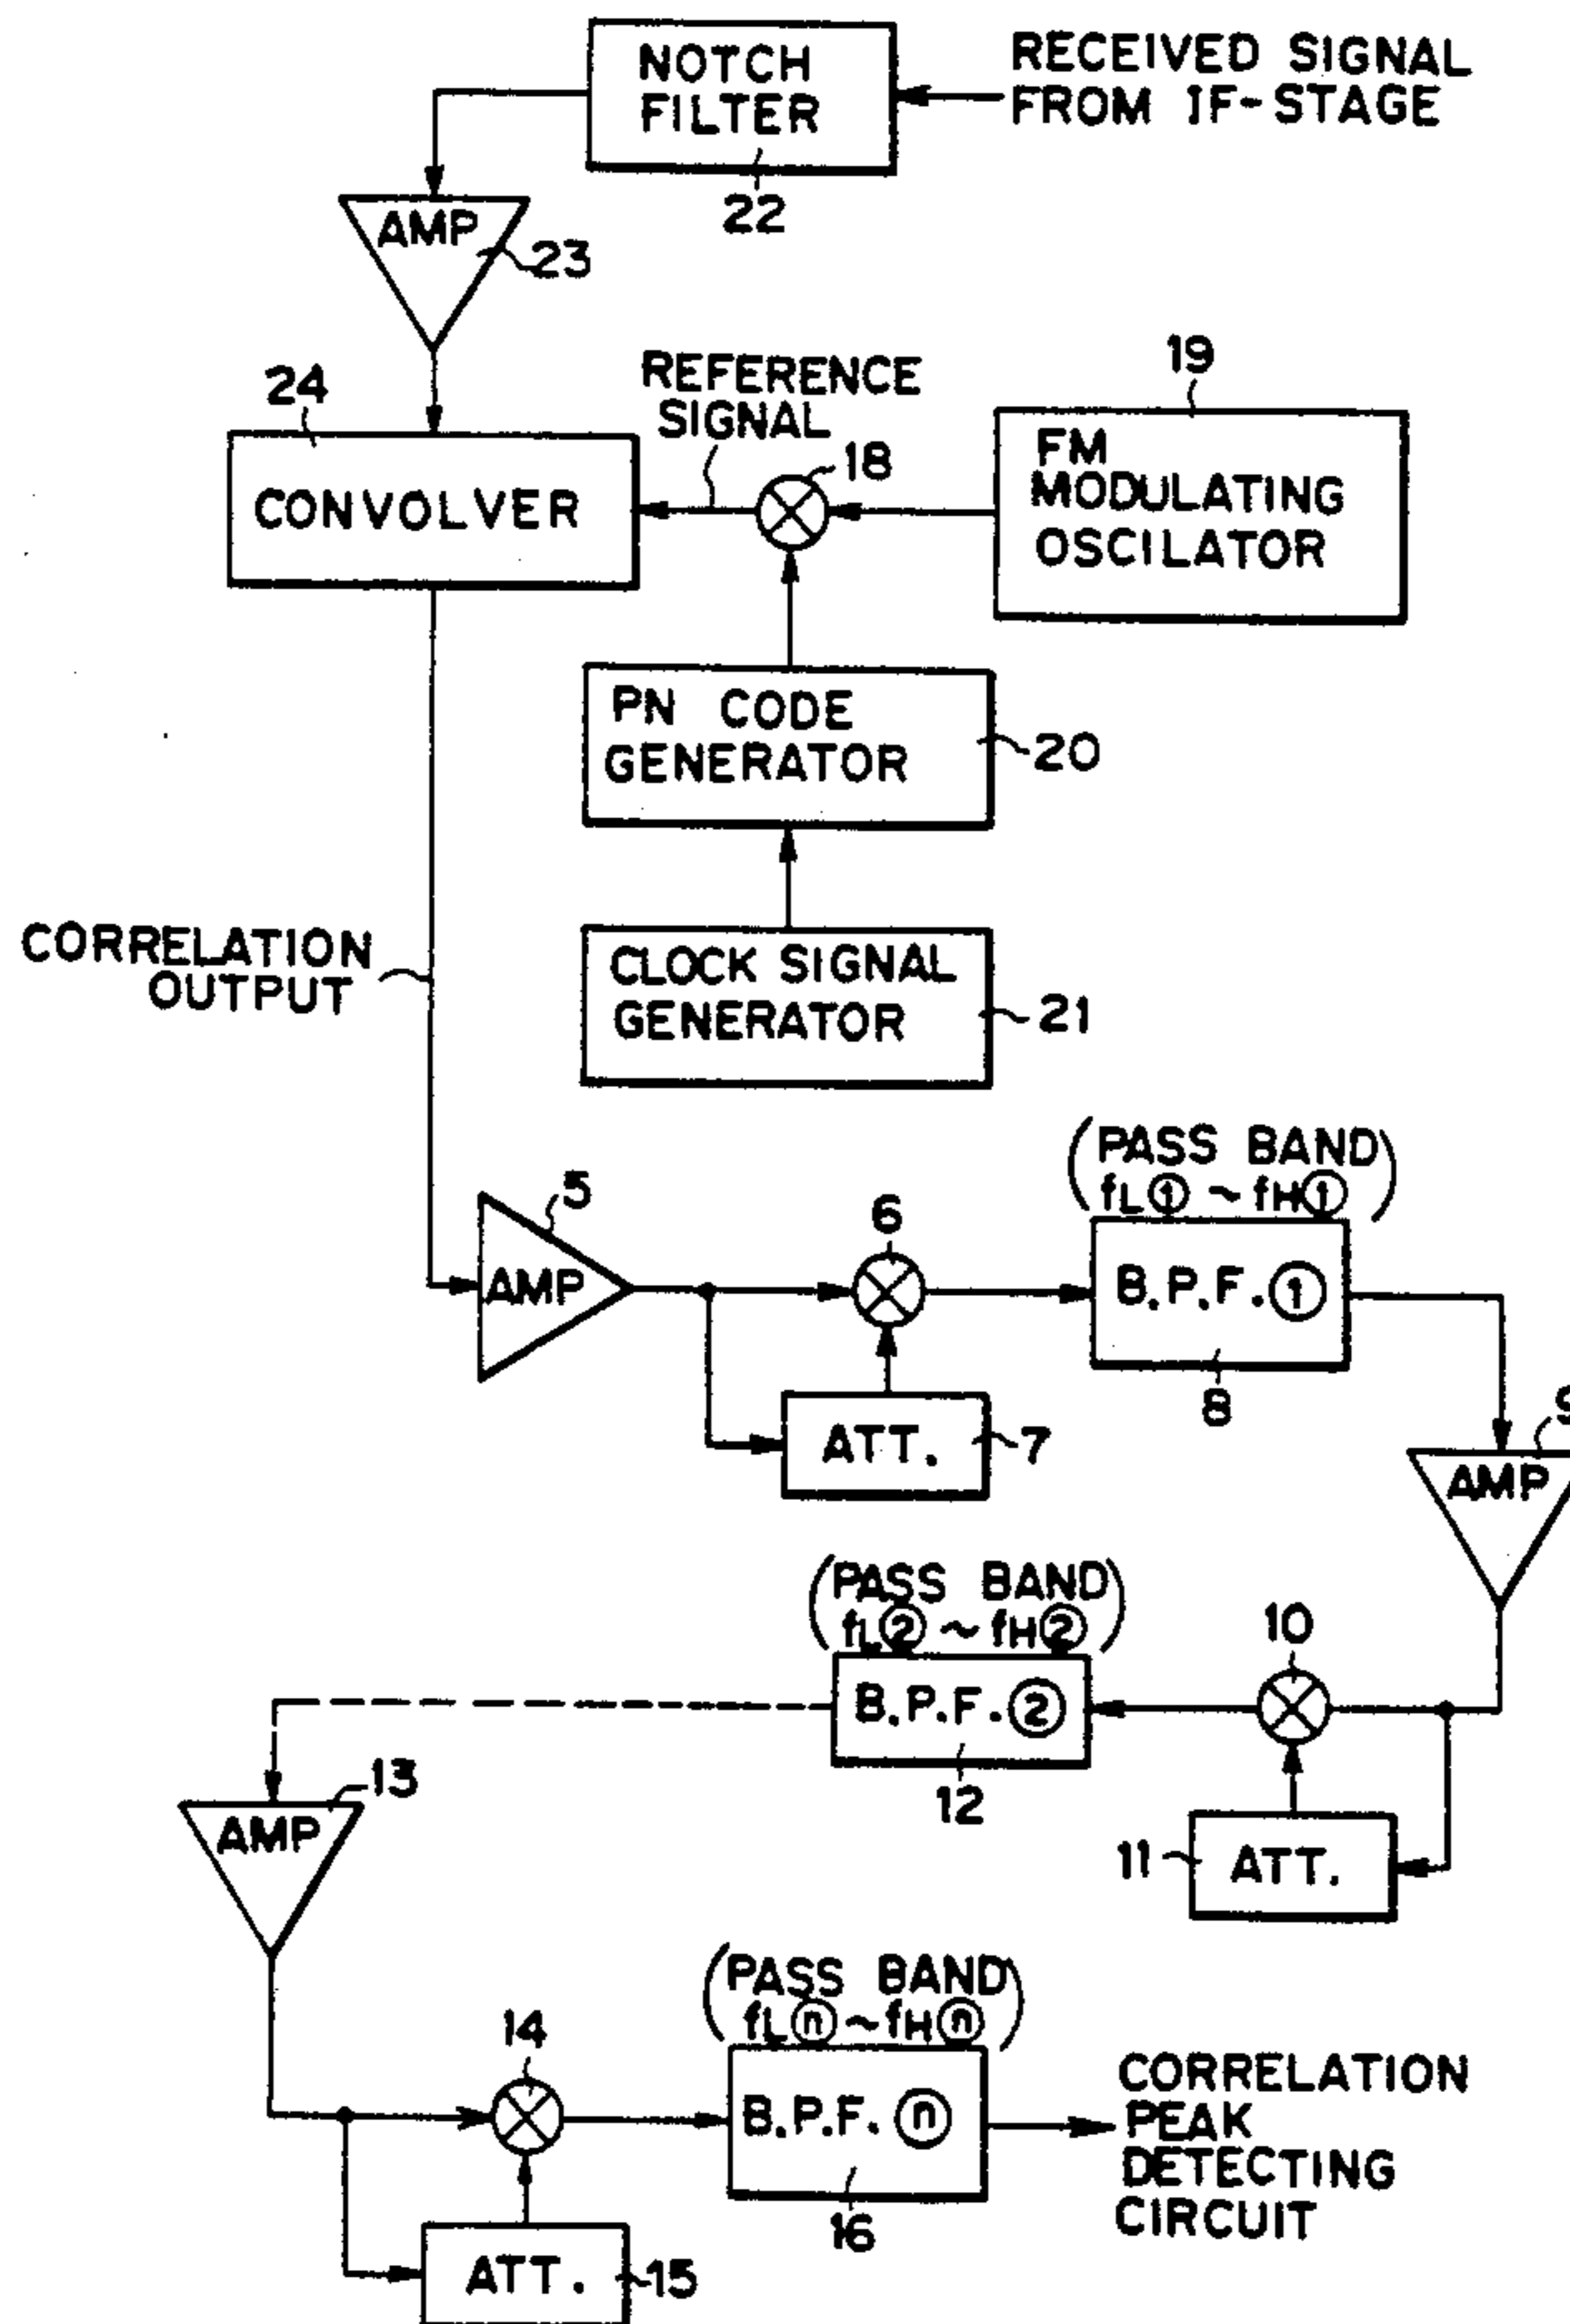 NOTCH
FILTER
RECEIVED SIGNAL
FROM IF-STAGE
22
AMP
23
24
REFERENCE
SIGNAL
18
19
CONVOLVER
FM
MODULATING
OSCILATOR
PN CODE
GENERATOR
20
CORRELATION
OUTPUT
CLOCK SIGNAL
GENERATOR
21
(PASS BAND)
fL① ~ fH①
5
AMP
6
B.P.F. ①
8
ATT.
7
9
AMP
(PASS BAND)
fL② ~ fH②
10
B.P.F. ②
12
11
ATT.
13
AMP
(PASS BAND)
fLⓝ ~ fHⓝ
14
B.P.F. ⓝ
16
CORRELATION
PEAK
DETECTING
CIRCUIT
ATT.
15